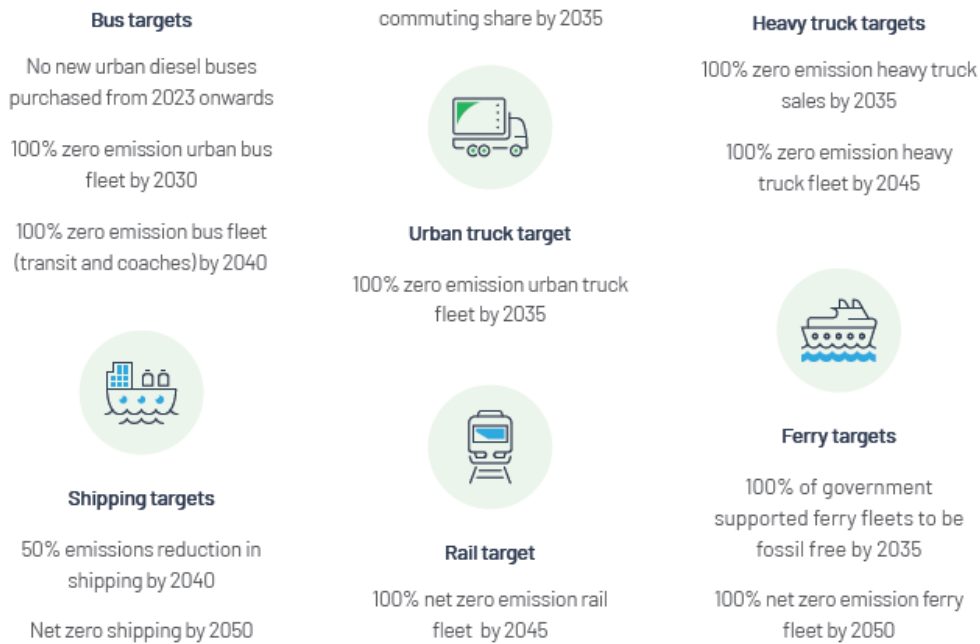 Bus targets
No new urban diesel buses
purchased from 2023 onwards
100% zero emission urban bus
fleet by 2030
100% zero emission bus fleet
(transit and coaches) by 2040
Shipping targets
50% emissions reduction in
shipping by 2040
Net zero shipping by 2050
commuting share by 2035
Urban truck target
100% zero emission urban truck
fleet by 2035
Rail target
100% net zero emission rail
fleet by 2045
Heavy truck targets
100% zero emission heavy truck
sales by 2035
100% zero emission heavy
truck fleet by 2045
Ferry targets
100% of government
supported ferry fleets to be
fossil free by 2035
100% net zero emission ferry
fleet by 2050